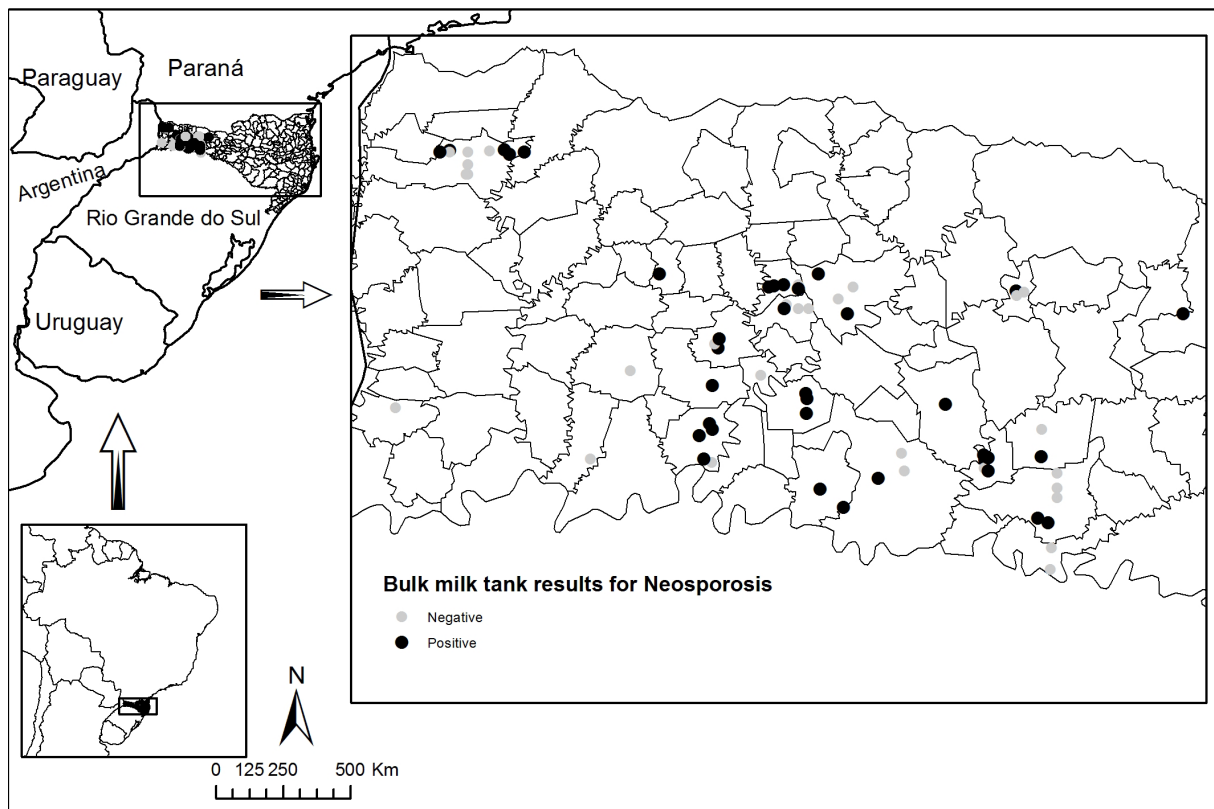 Paraguay
Paraná
Argentina
Rio Grande do Sul
Uruguay
Bulk milk tank results for Neosporosis
Negative
Positive
N
0 125 250 500 Km